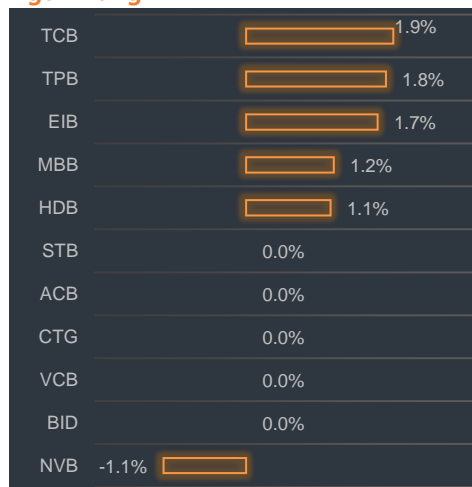 TCB 1.9%
TPB 1.8%
EIB 1.7%
MBB 1.2%
HDB 1.1%
STB 0.0%
ACB 0.0%
CTG 0.0%
VCB 0.0%
BID 0.0%
NVB -1.1%